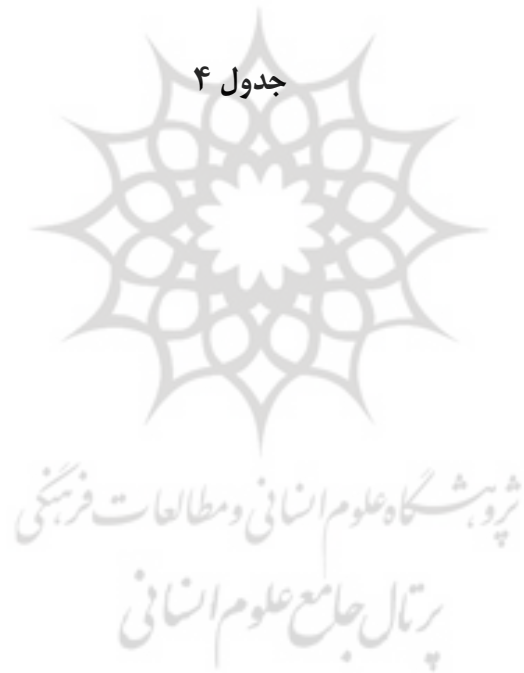 جدول ۴
پژوهشگاه علوم انسانی و مطالعات فرهنگی
پرتال جامع علوم انسانی